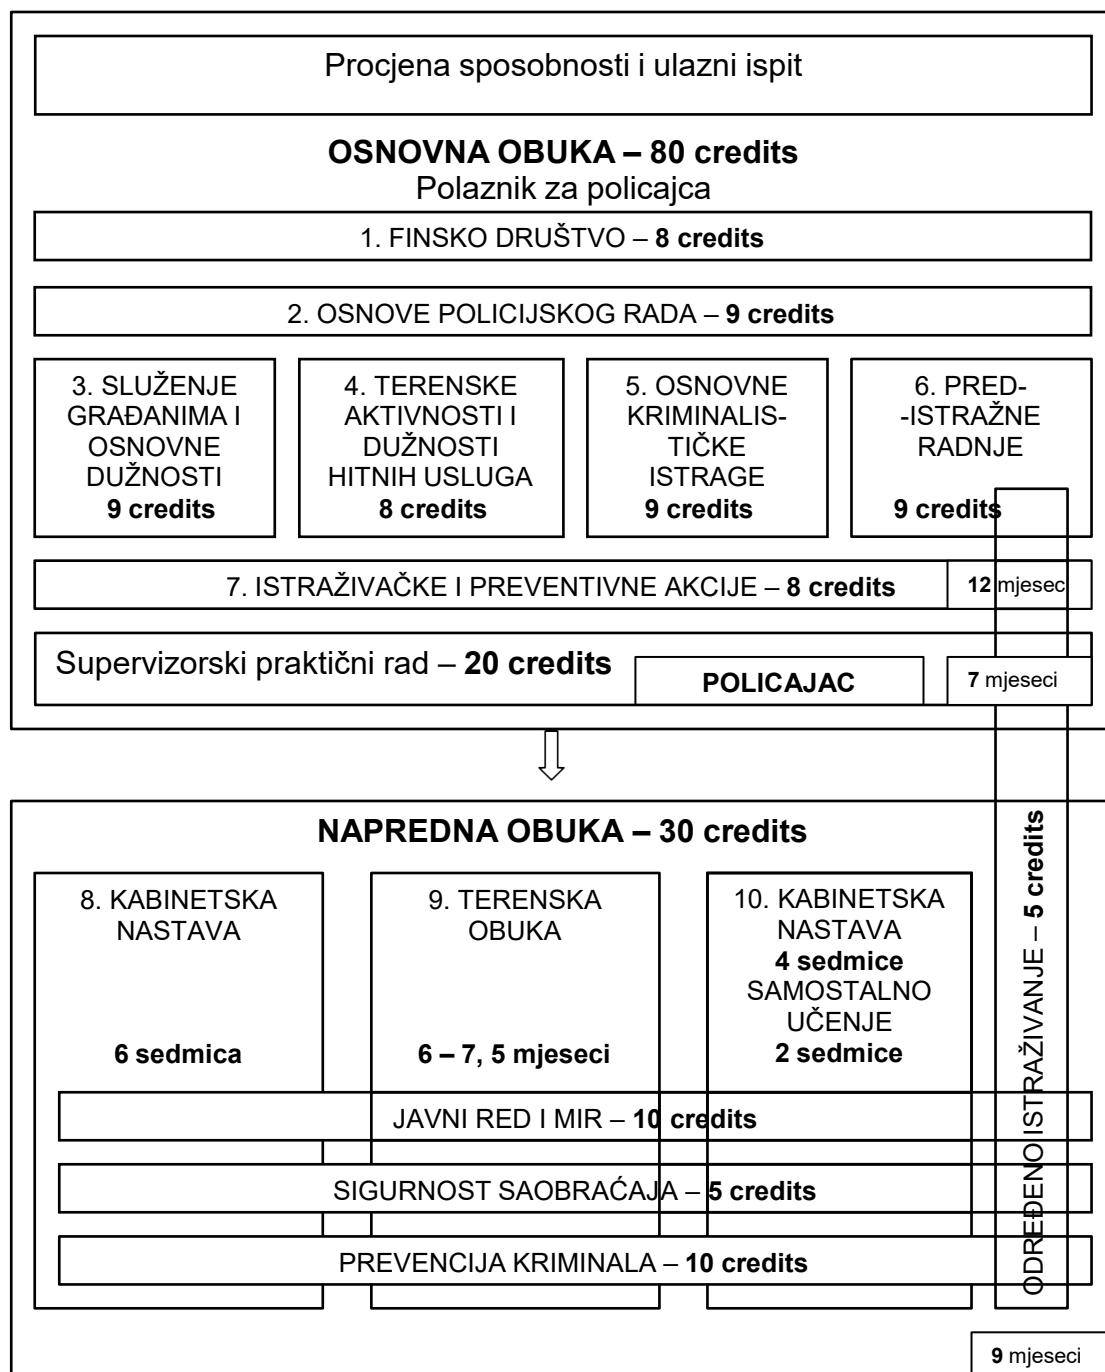 Procjena sposobnosti i ulazni ispit
OSNOVNA OBUKA – 80 credits
Polaznik za policajca
1. FINSKO DRUŠTVO – 8 credits
2. OSNOVE POLICIJSKOG RADA – 9 credits
3. SLUŽENJE
GRAĐANIMA I
OSNOVNE
DUŽNOSTI
9 credits
4. TERENSKE
AKTIVNOSTI I
DUŽNOSTI
HITNIH USLUGA
8 credits
5. OSNOVNE
KRIMINALIS-
TIČKE
ISTRAGE
9 credits
6. PRED-
-ISTRAŽNE
RADNJE
9 credits
7. ISTRAŽIVAČKE I PREVENTIVNE AKCIJE – 8 credits
12 mjesec
Supervizorski praktični rad – 20 credits
POLICAJAC
7 mjeseci
NAPREDNA OBUKA – 30 credits
8. KABINETSKA
NASTAVA
6 sedmica
9. TERENSKA
OBUKA
6 – 7, 5 mjeseci
10. KABINETSKA
NASTAVA
4 sedmice
SAMOSTALNO
UČENJE
2 sedmice
JAVNI RED I MIR – 10 credits
SIGURNOST SAOBRAĆAJA – 5 credits
PREVENCIJA KRIMINALA – 10 credits
ODREĐENO ISTRAŽIVANJE – 5 credits
9 mjeseci